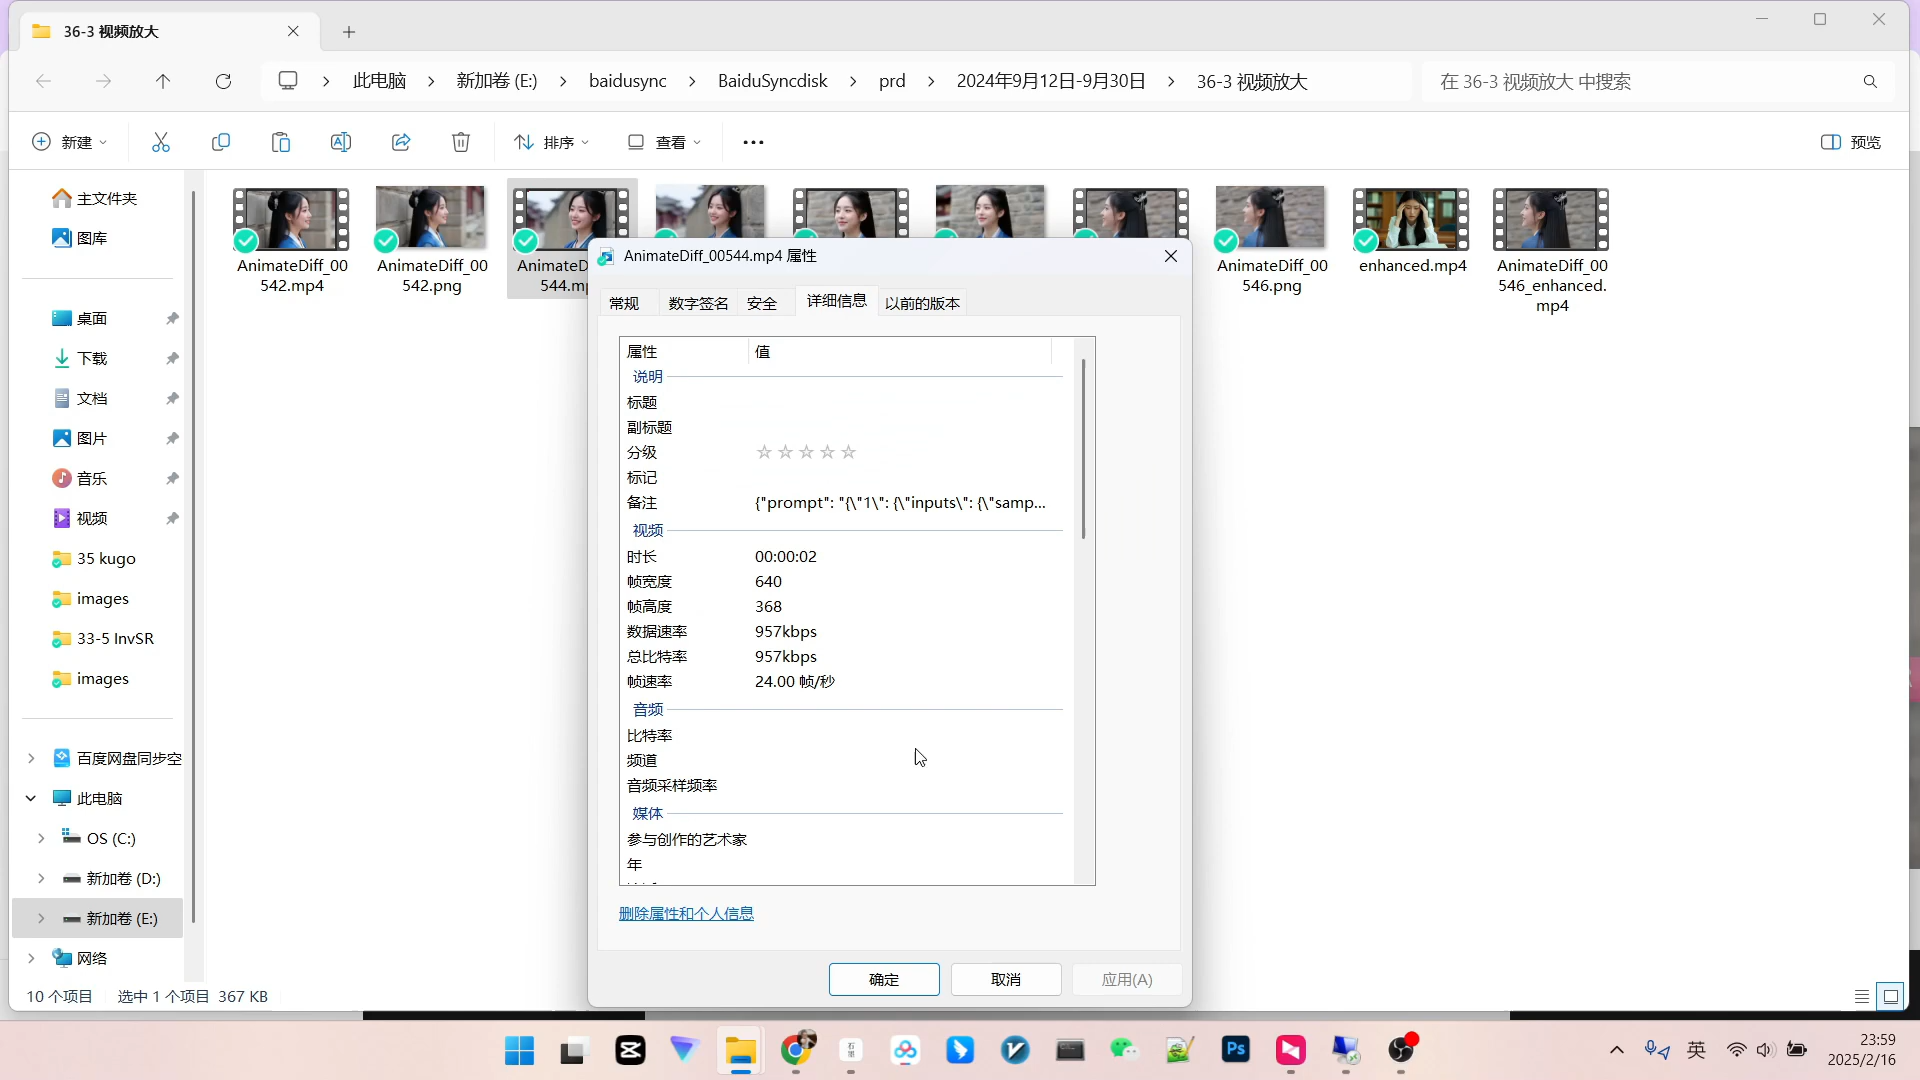 36-3 视频放大
此电脑
新加卷 (E:)
baidusync
BaiduSyncdisk
prd
2024年9月12日-9月30日
36-3 视频放大
在 36-3 视频放大 中搜索
新建
排序
查看
预览
主文件夹
图库
桌面
下载
文档
图片
音乐
视频
35 kugo
images
33-5 InvSR
images
百度网盘同步空
此电脑
OS (C:)
新加卷 (D:)
新加卷 (E:)
网络
AnimateDiff_00
542.mp4
AnimateDiff_00
542.png
AnimateD
544.m
AnimateDiff_00
546.png
enhanced.mp4
AnimateDiff_00
546_enhanced.
mp4
AnimateDiff_00544.mp4 属性
常规
数字签名
安全
详细信息
以前的版本
属性 值
说明
标题
副标题
分级 ☆☆☆☆☆
标记
备注 {"prompt": "{\"1\": {\"inputs\": {\"samp...
视频
时长 00:00:02
帧宽度 640
帧高度 368
数据速率 957kbps
总比特率 957kbps
帧速率 24.00 帧/秒
音频
比特率
频道
音频采样频率
媒体
参与创作的艺术家
年
删除属性和个人信息
确定
取消
应用(A)
10 个项目
选中 1 个项目 367 KB
石墨
Ps
英
23:59
2025/2/16